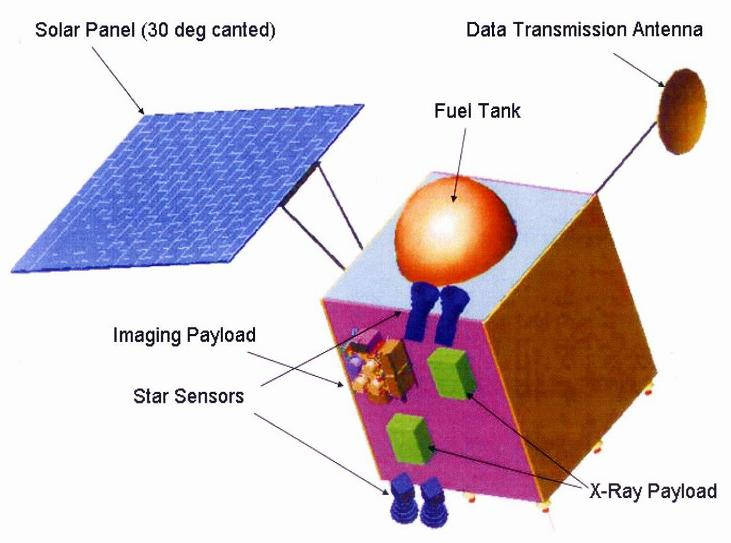 Solar Panel (30 deg canted)
Data Transmission Antenna
Fuel Tank
Imaging Payload
Star Sensors
X-Ray Payload